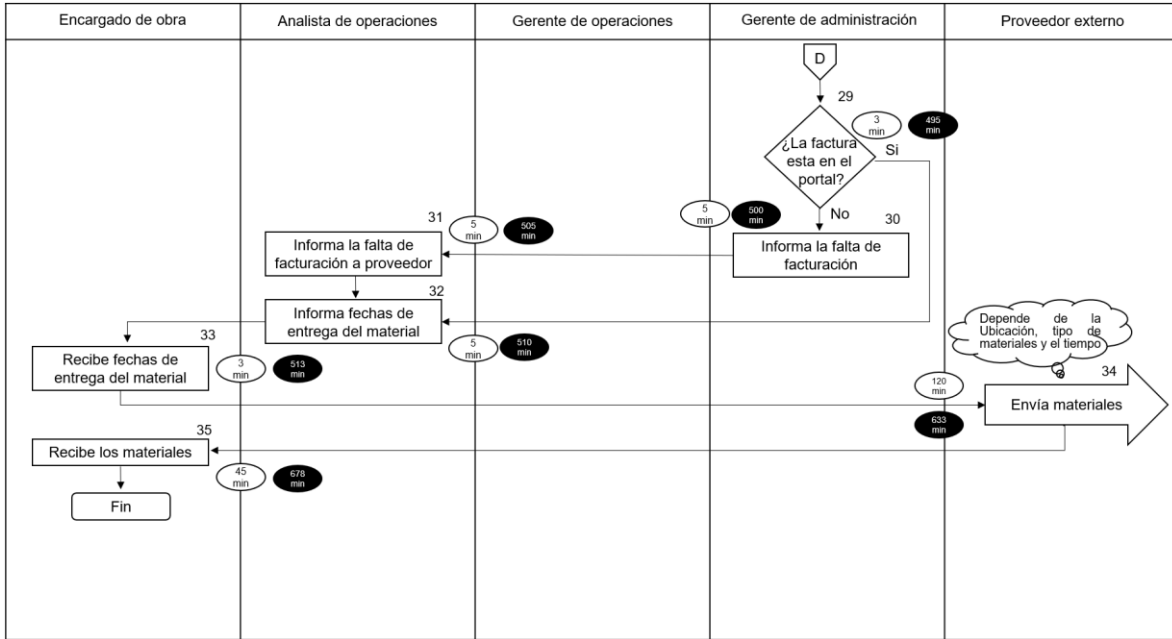 Encargado de obra
Analista de operaciones
Gerente de operaciones
Gerente de administración
Proveedor externo
D
29
3
min
495
min
¿La factura
esta en el
portal?
Si
No
5
min
500
min
30
Informa la falta de
facturación
31
5
min
505
min
Informa la falta de
facturación a proveedor
32
Informa fechas de
entrega del material
5
min
510
min
33
Recibe fechas de
entrega del material
3
min
513
min
Depende de la
Ubicación, tipo de
materiales y el tiempo
34
120
min
Envía materiales
633
min
35
Recibe los materiales
45
min
678
min
Fin